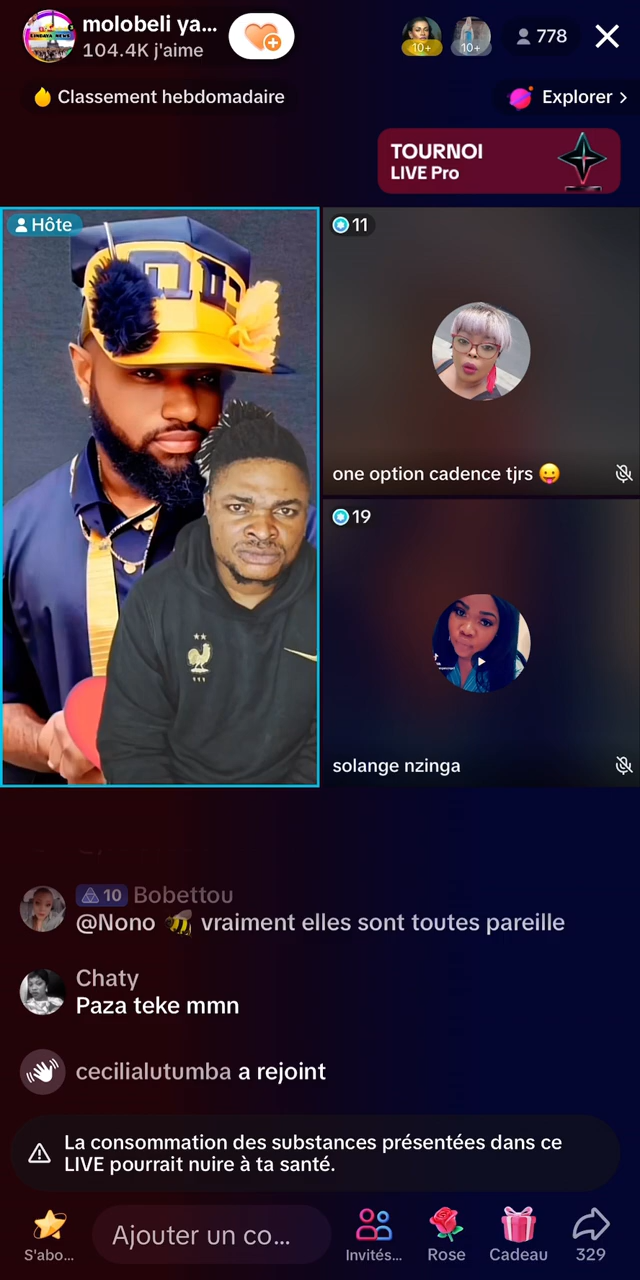 molobeli ya...
104.4K j'aime
10+
10+
778
Classement hebdomadaire
Explorer
TOURNOI
LIVE Pro
Hôte
11
one option cadence tjrs 😛
19
solange nzinga
10 Bobettou
@Nono 🐝 vraiment elles sont toutes pareille
Chaty
Paza teke mmn
cecilialutumba a rejoint
La consommation des substances présentées dans ce
LIVE pourrait nuire à ta santé.
S'abo...
Ajouter un co...
Invités...
Rose
Cadeau
329